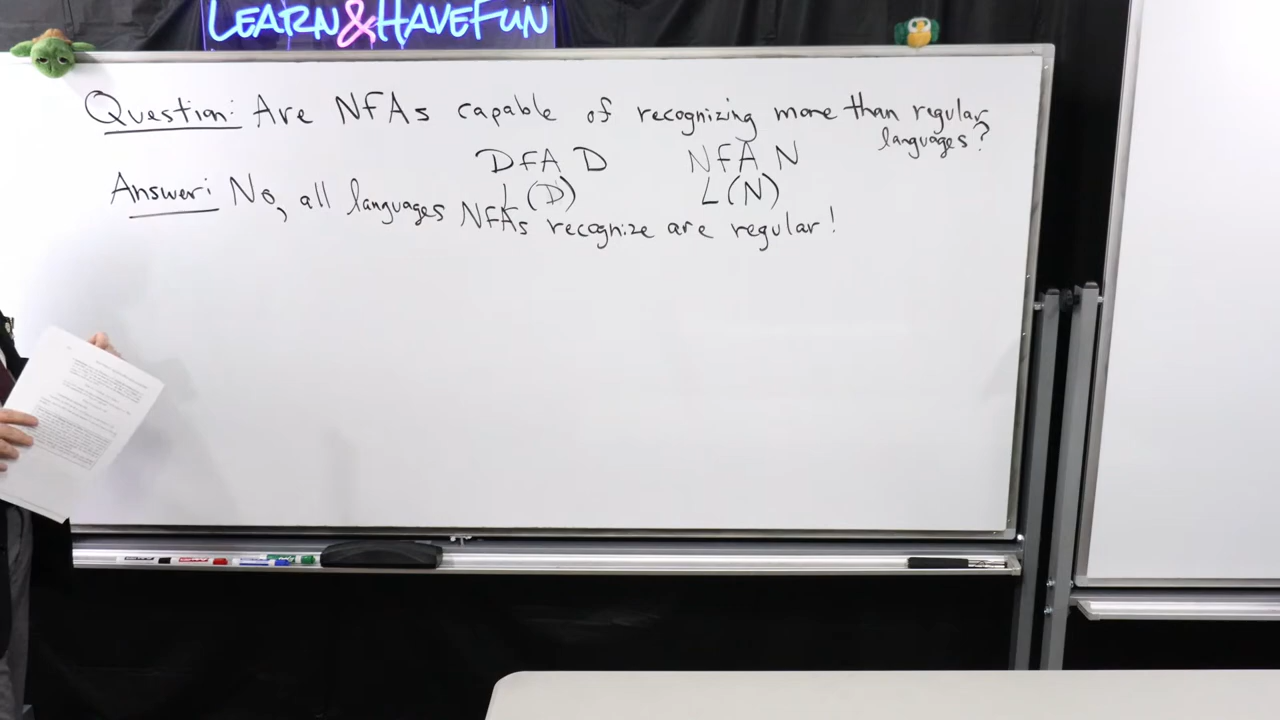 LEARN&HAVEFUN
Question: Are NFAs capable of recognizing more than regular
languages?
DFA D NFA N
L(D) L(N)
Answer: No, all languages NFAs recognize are regular!